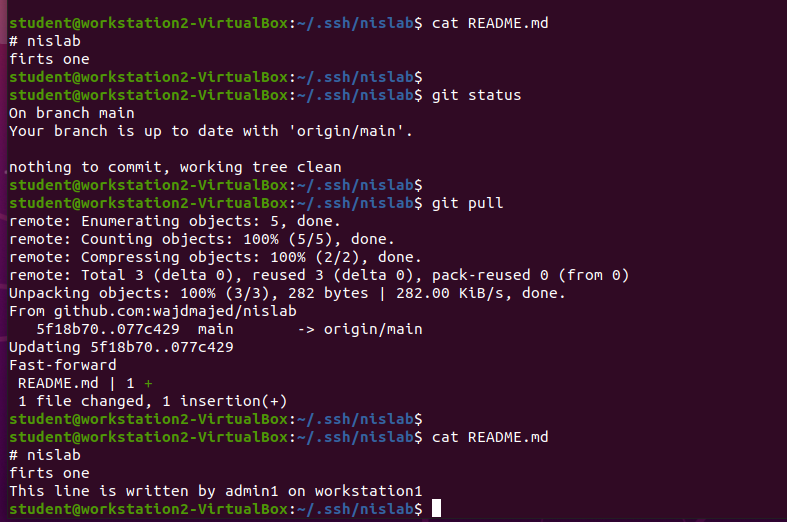 student@workstation2-VirtualBox:~/.ssh/nislab$ cat README.md
# nislab
firts one
student@workstation2-VirtualBox:~/.ssh/nislab$
student@workstation2-VirtualBox:~/.ssh/nislab$ git status
On branch main
Your branch is up to date with 'origin/main'.
nothing to commit, working tree clean
student@workstation2-VirtualBox:~/.ssh/nislab$
student@workstation2-VirtualBox:~/.ssh/nislab$ git pull
remote: Enumerating objects: 5, done.
remote: Counting objects: 100% (5/5), done.
remote: Compressing objects: 100% (2/2), done.
remote: Total 3 (delta 0), reused 3 (delta 0), pack-reused 0 (from 0)
Unpacking objects: 100% (3/3), 282 bytes | 282.00 KiB/s, done.
From github.com:wajdmajed/nislab
   5f18b70..077c429  main       -> origin/main
Updating 5f18b70..077c429
Fast-forward
 README.md | 1 +
 1 file changed, 1 insertion(+)
student@workstation2-VirtualBox:~/.ssh/nislab$
student@workstation2-VirtualBox:~/.ssh/nislab$ cat README.md
# nislab
firts one
This line is written by admin1 on workstation1
student@workstation2-VirtualBox:~/.ssh/nislab$